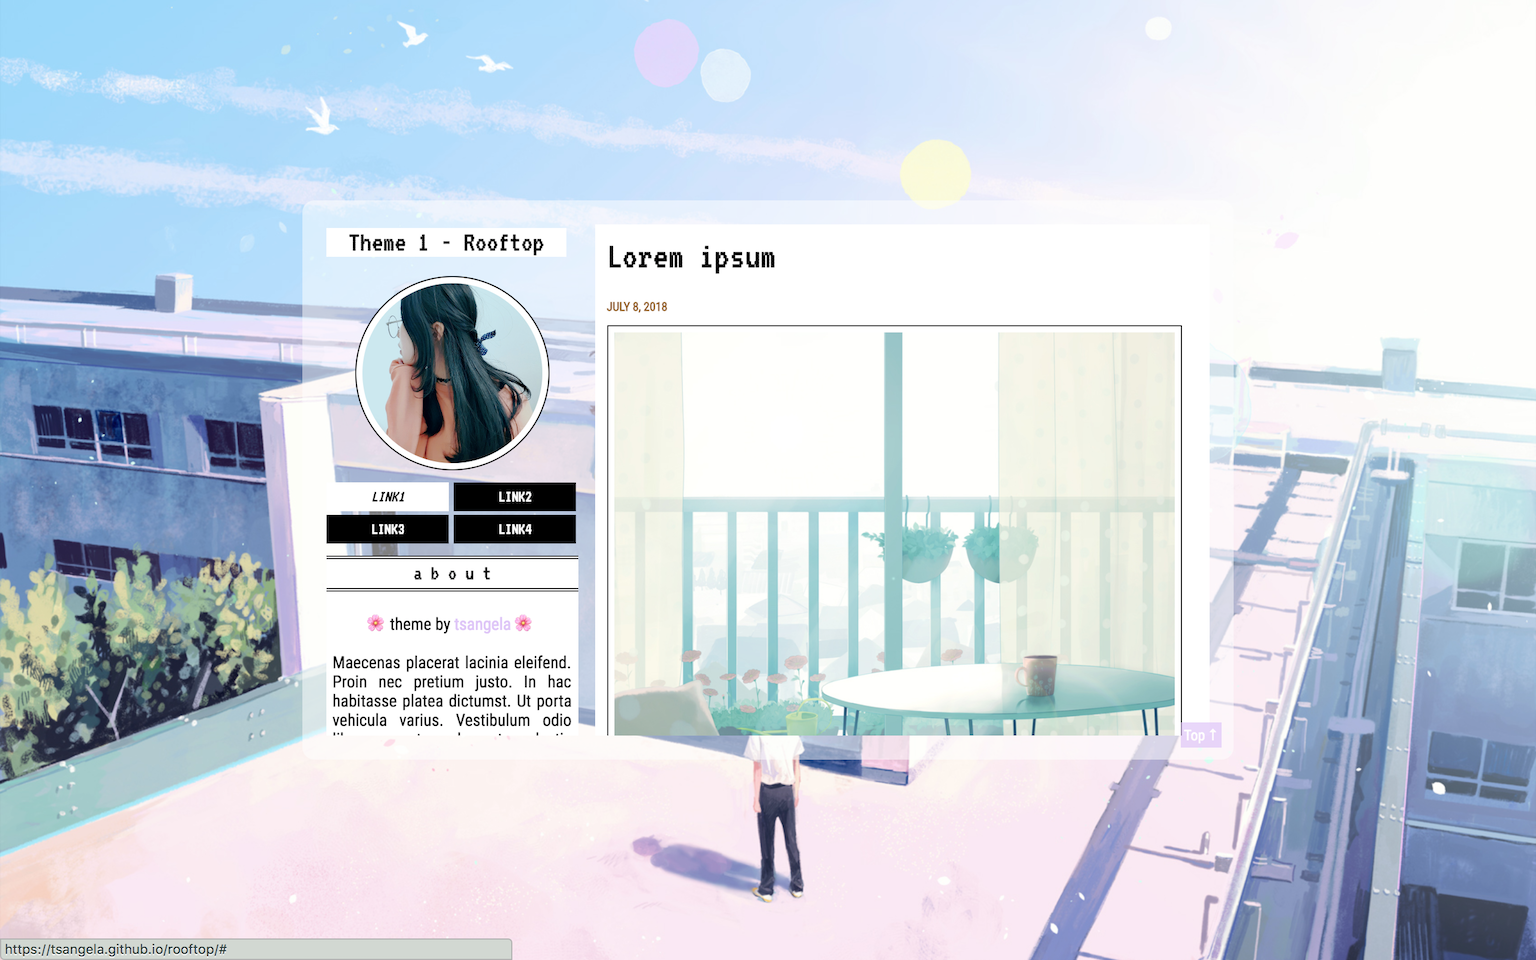 Theme 1 - Rooftop
LINK1
LINK2
LINK3
LINK4
about
🌸 theme by tsangela 🌸
Maecenas placerat lacinia eleifend.
Proin nec pretium justo. In hac
habitasse platea dictumst. Ut porta
vehicula varius. Vestibulum odio
Lorem ipsum
JULY 8, 2018
Top ↑
https://tsangela.github.io/rooftop/#